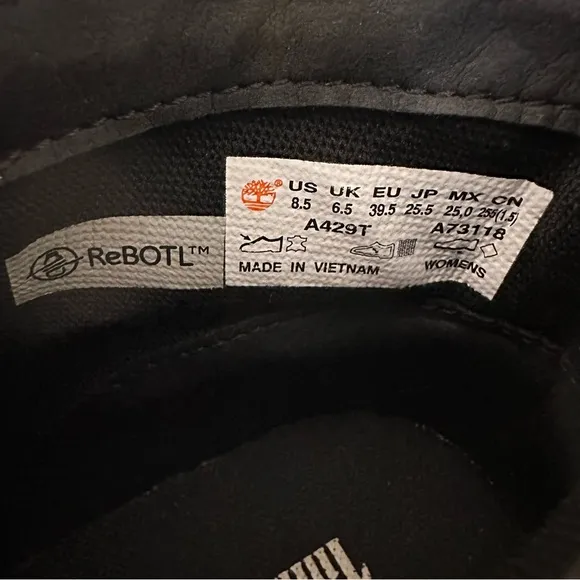 ReBOTL™
® US UK EU JP MX CN
8.5 6.5 39.5 25.5 25.0 255(1.5)
A429T A73118
MADE IN VIETNAM WOMENS